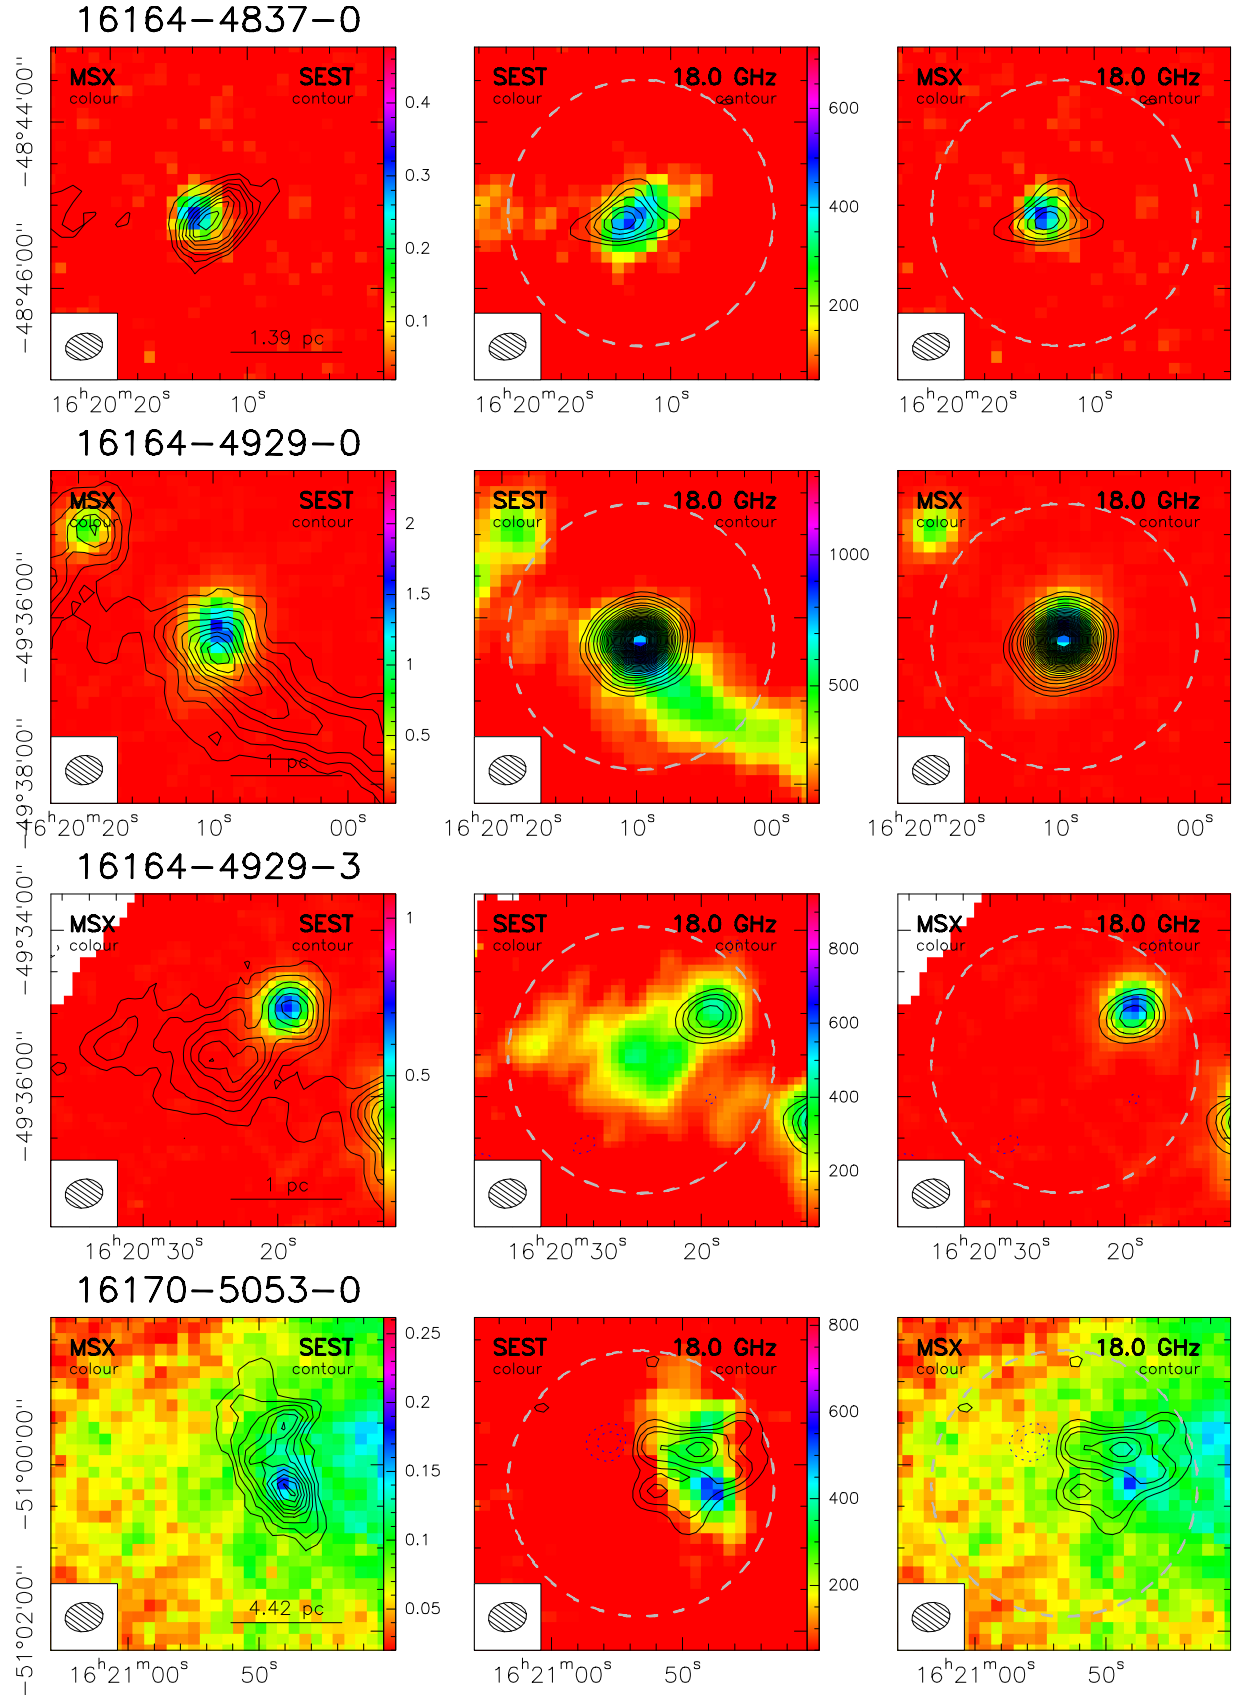 16164−4837−0
MSX SEST
colour contour
SEST 18.0 GHz
colour contour
MSX 18.0 GHz
colour contour
−48°44'00''
−48°46'00''
0.4
0.3
0.2
0.1
600
400
200
1.39 pc
16h20m20s 10s
16h20m20s 10s
16h20m20s 10s
16164−4929−0
MSX SEST
colour contour
SEST 18.0 GHz
colour contour
MSX 18.0 GHz
colour contour
−49°36'00''
−49°38'00''
2
1.5
1
0.5
1000
500
1 pc
16h20m20s 10s 00s
16h20m20s 10s 00s
16h20m20s 10s 00s
16164−4929−3
MSX SEST
colour contour
SEST 18.0 GHz
colour contour
MSX 18.0 GHz
colour contour
−49°34'00''
−49°36'00''
1
0.5
800
600
400
200
1 pc
16h20m30s 20s
16h20m30s 20s
16h20m30s 20s
16170−5053−0
MSX SEST
colour contour
SEST 18.0 GHz
colour contour
MSX 18.0 GHz
colour contour
−51°00'00''
−51°02'00''
0.25
0.2
0.15
0.1
0.05
800
600
400
200
4.42 pc
16h21m00s 50s
16h21m00s 50s
16h21m00s 50s